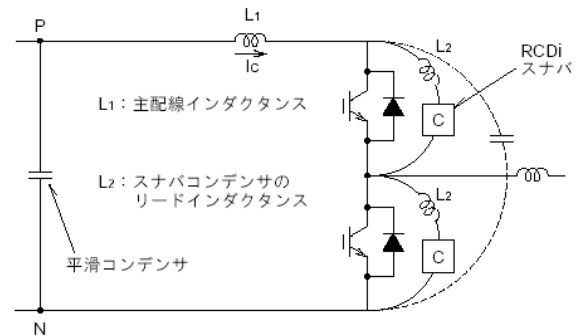 P
L1
Ic
L2
RCDi
スナバ
L1：主配線インダクタンス
C
L2：スナバコンデンサの
リードインダクタンス
L2
C
平滑コンデンサ
N